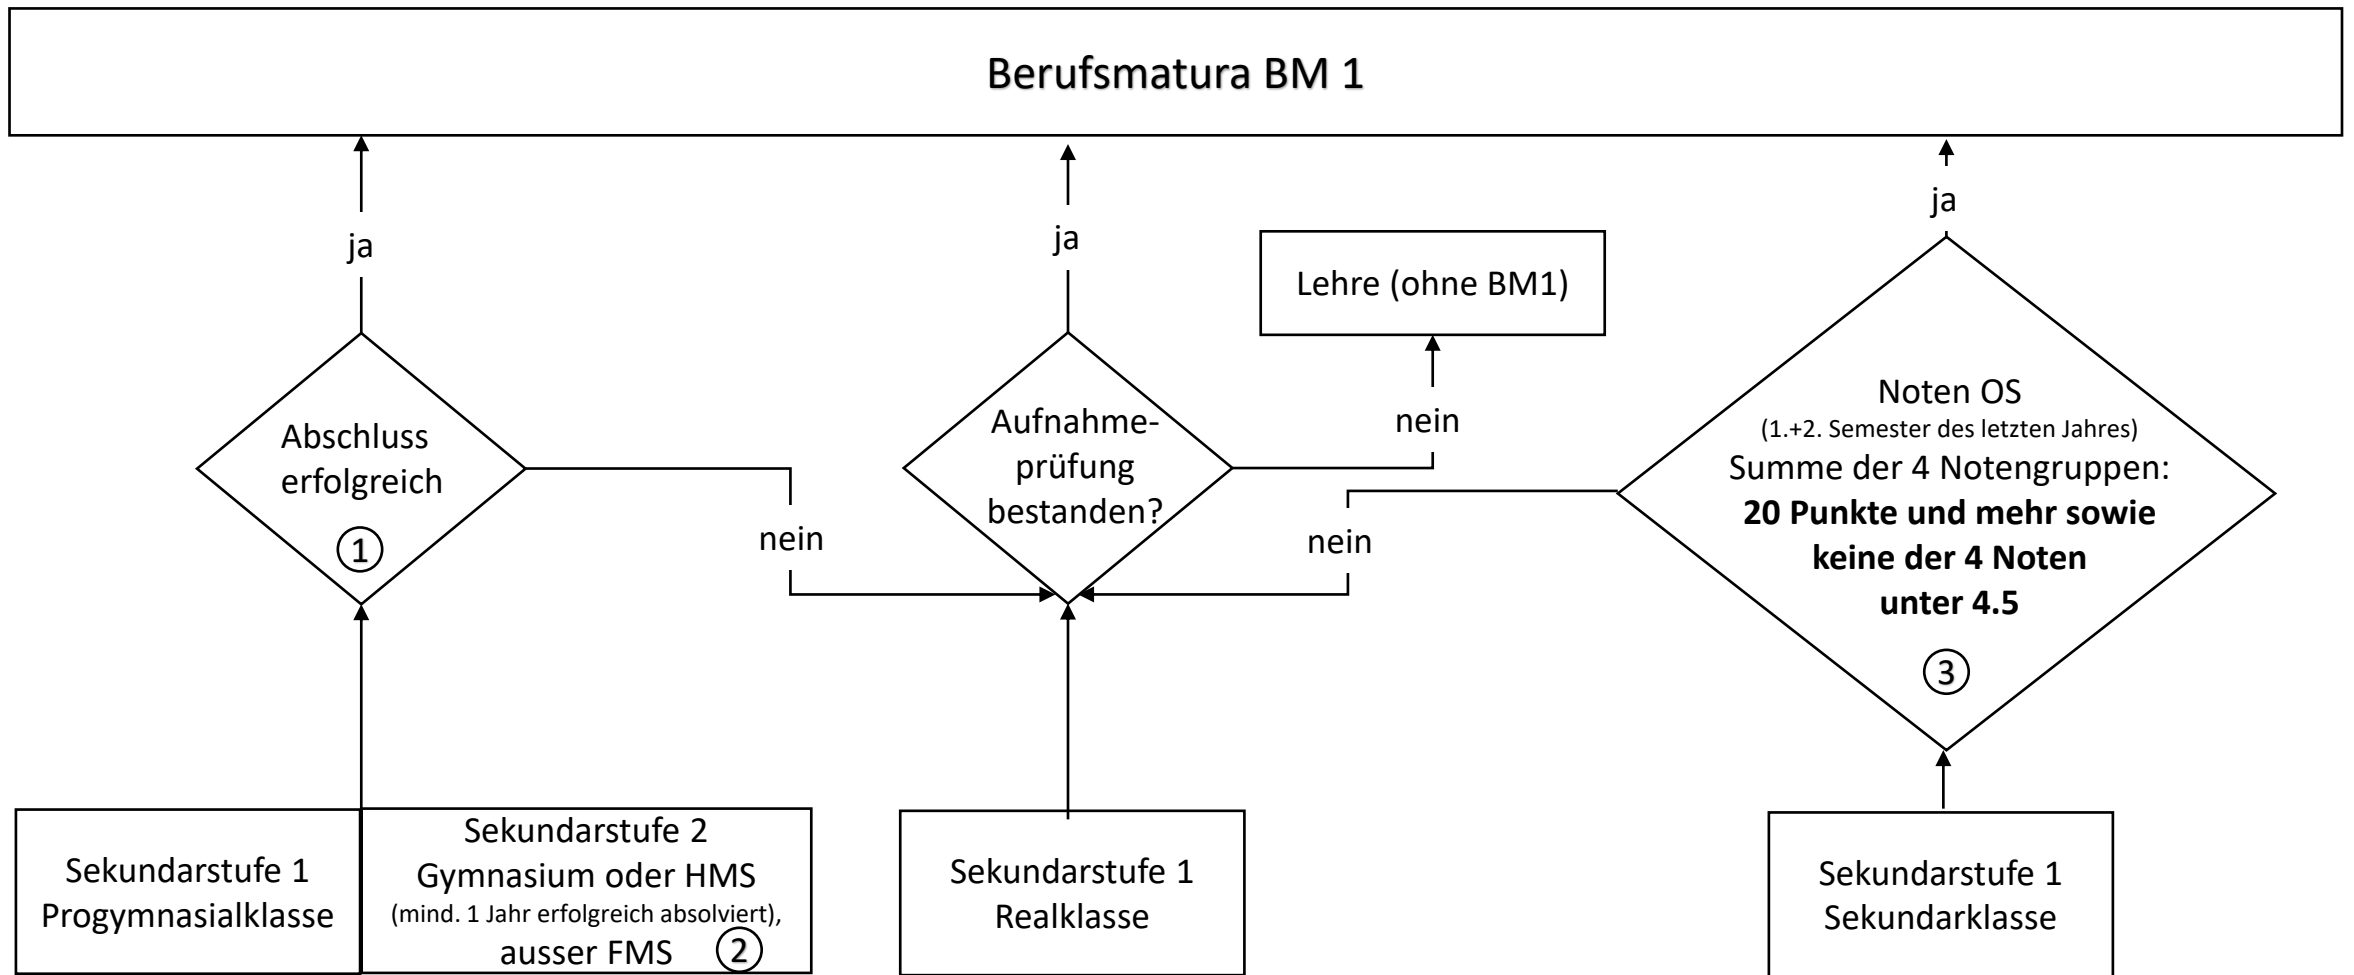 Berufsmatura BM 1
ja
ja
ja
Lehre (ohne BM1)
Abschluss
erfolgreich
1
nein
Aufnahme-
prüfung
bestanden?
nein
nein
Noten OS
(1.+2. Semester des letzten Jahres)
Summe der 4 Notengruppen:
20 Punkte und mehr sowie
keine der 4 Noten
unter 4.5
3
Sekundarstufe 1
Progymnasialklasse
Sekundarstufe 2
Gymnasium oder HMS
(mind. 1 Jahr erfolgreich absolviert),
ausser FMS 2
Sekundarstufe 1
Realklasse
Sekundarstufe 1
Sekundarklasse